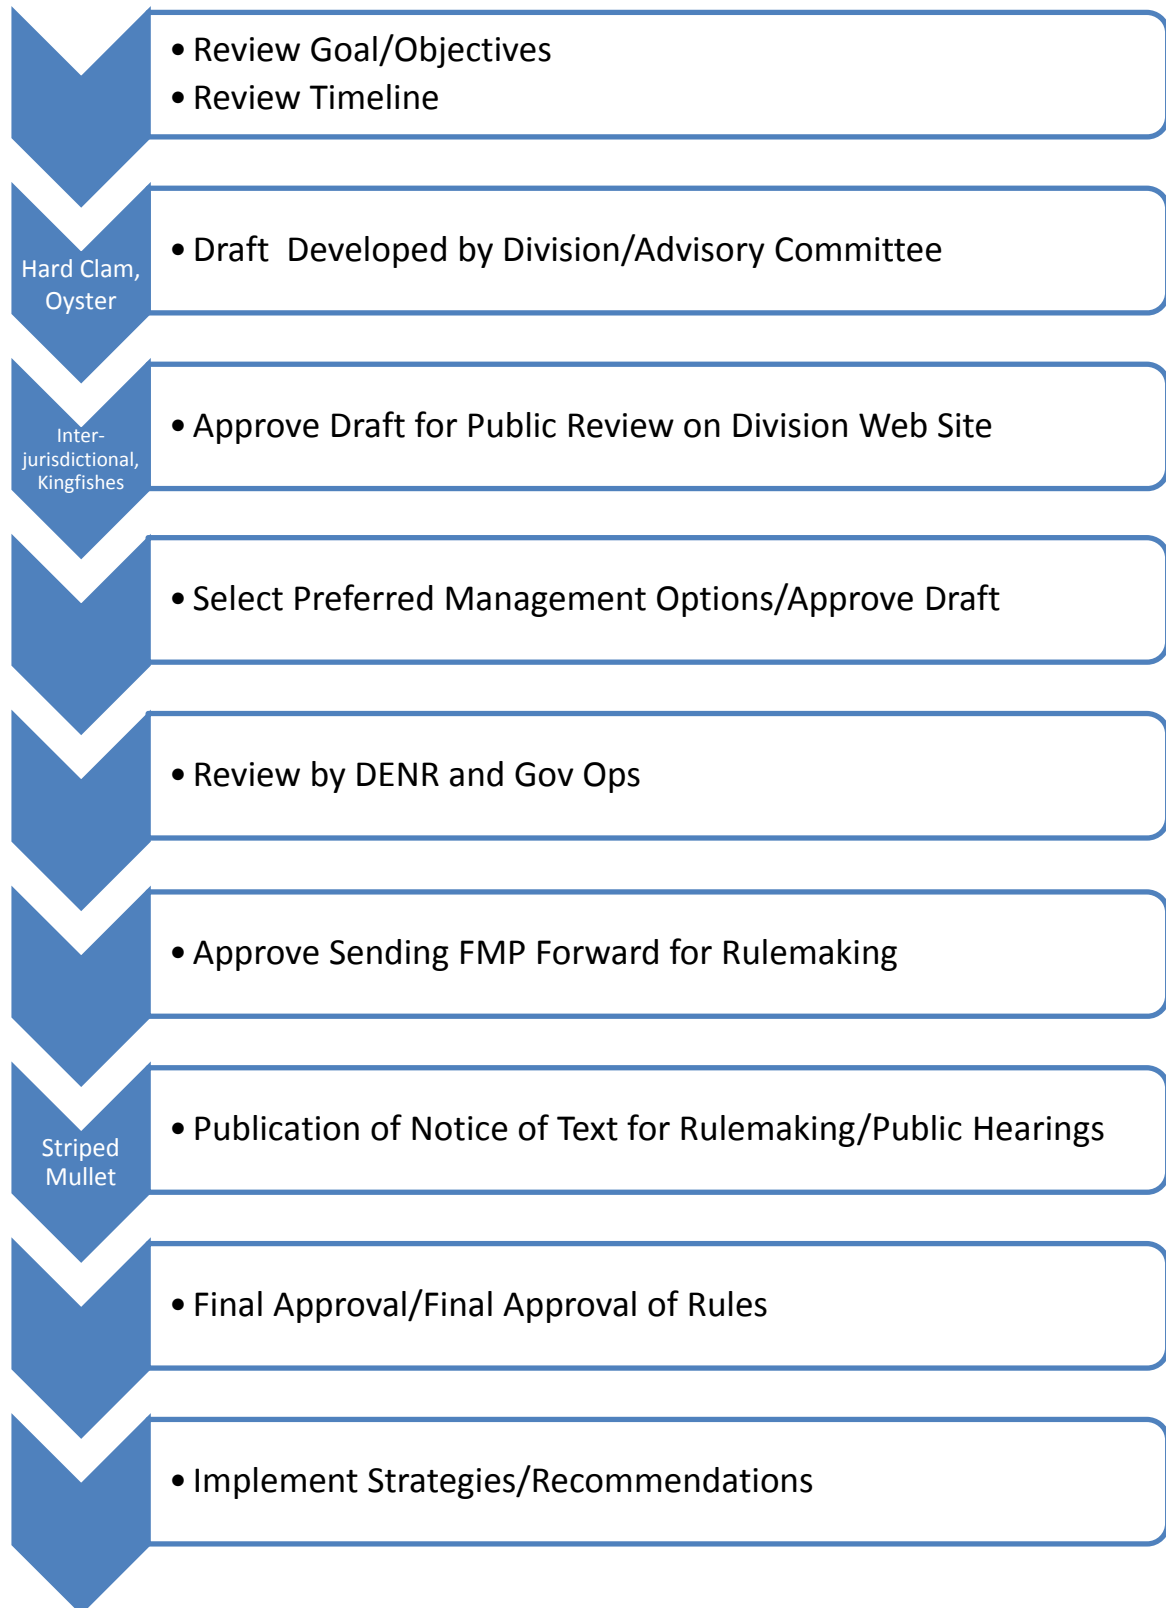 • Review Goal/Objectives
• Review Timeline
Hard Clam,
Oyster
• Draft  Developed by Division/Advisory Committee
Inter-
jurisdictional,
Kingfishes
• Approve Draft for Public Review on Division Web Site
• Select Preferred Management Options/Approve Draft
• Review by DENR and Gov Ops
• Approve Sending FMP Forward for Rulemaking
Striped
Mullet
• Publication of Notice of Text for Rulemaking/Public Hearings
• Final Approval/Final Approval of Rules
• Implement Strategies/Recommendations